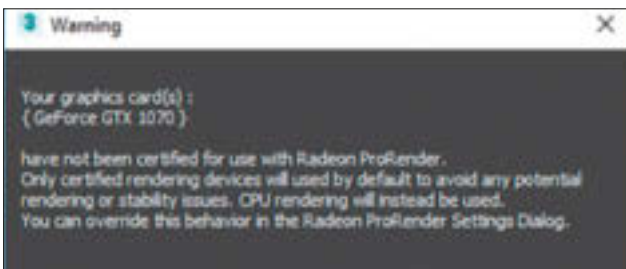 3 Warning
Your graphics card(s) :
{ GeForce GTX 1070 }
have not been certified for use with Radeon ProRender.
Only certified rendering devices will used by default to avoid any potential
rendering or stability issues. CPU rendering will instead be used.
You can override this behavior in the Radeon ProRender Settings Dialog.